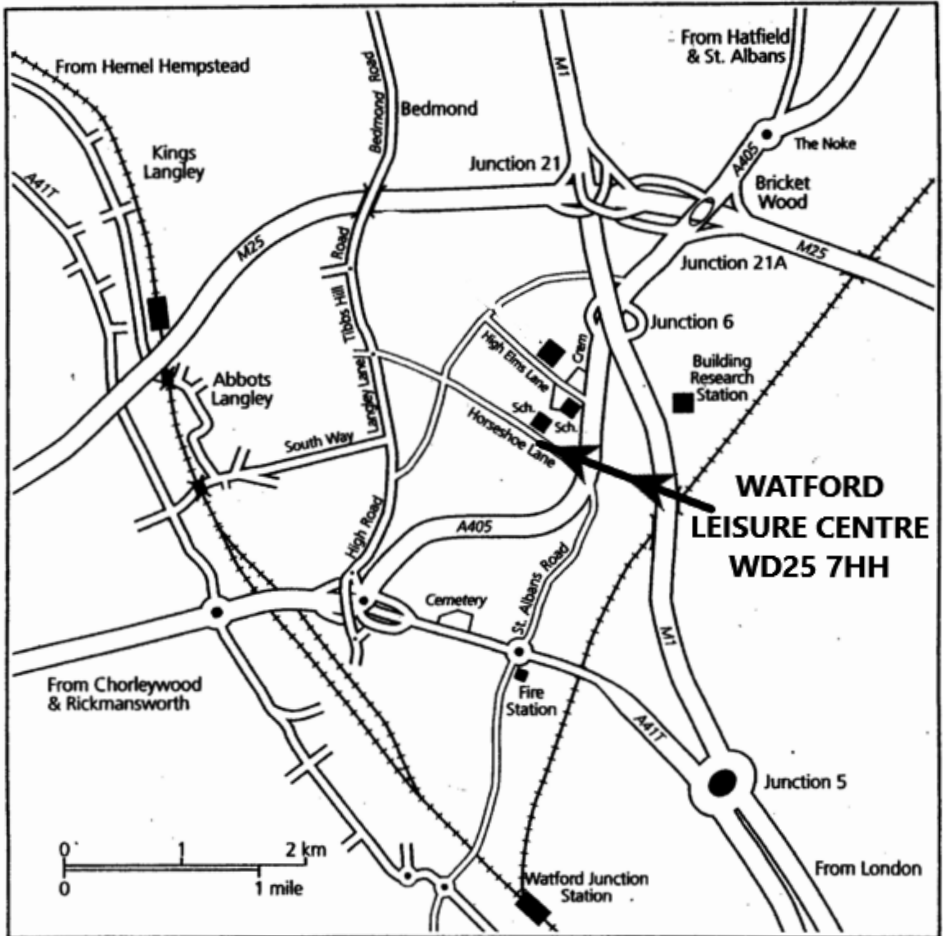 From Hatfield
& St. Albans
M1
From Hemel Hempstead
Bedmond Road
Bedmond
The Noke
A405
Kings
Langley
Junction 21
Bricket
Wood
A41T
M25
Road
M25
Junction 21A
Tibbs Hill
Junction 6
High Elms Lane
Crem
Building
Research
Station
Abbots
Langley
Langley Lane
Sch.
Sch.
Horseshoe Lane
South Way
WATFORD
LEISURE CENTRE
WD25 7HH
High Road
A405
St. Albans Road
Cemetery
M1
From Chorleywood
& Rickmansworth
Fire
Station
A41T
Junction 5
0 1 2 km
0 1 mile
From London
Watford Junction
Station